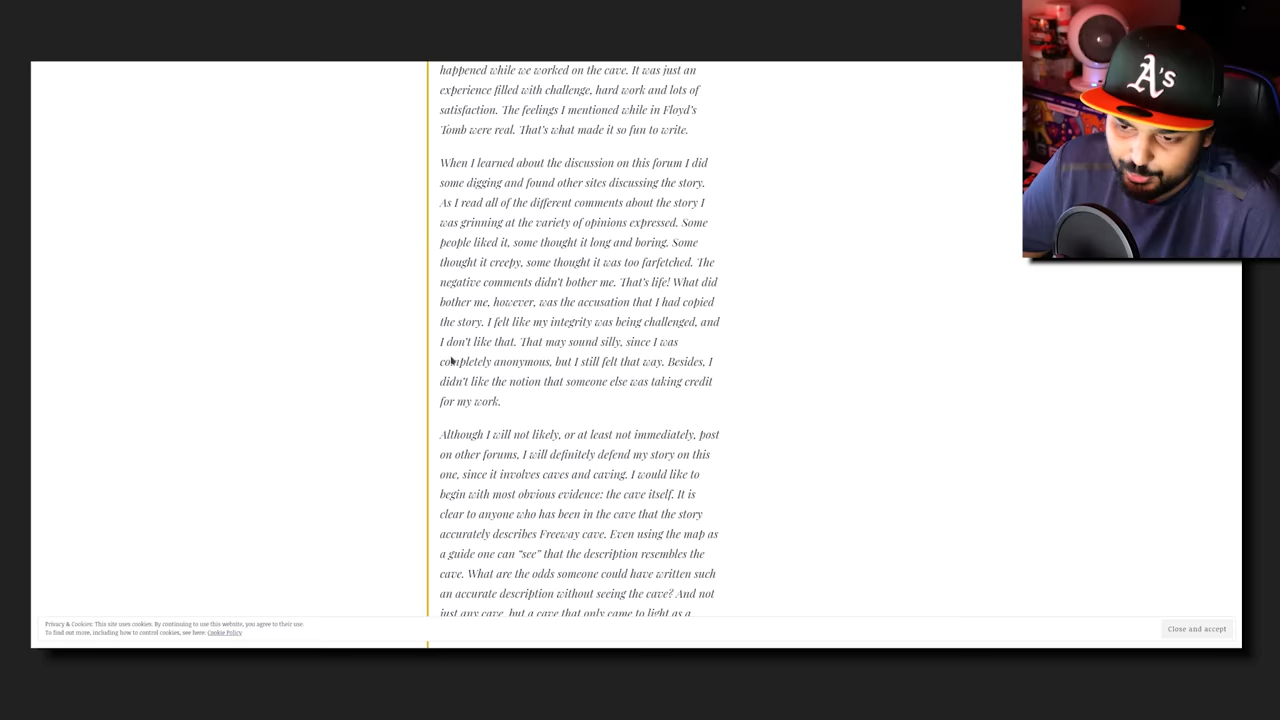 happened while we worked on the cave. It was just an
experience filled with challenge, hard work and lots of
satisfaction. The feelings I mentioned while in Floyd's
Tomb were real. That's what made it so fun to write.
When I learned about the discussion on this forum I did
some digging and found other sites discussing the story.
As I read all of the different comments about the story I
was grinning at the variety of opinions expressed. Some
people liked it, some thought it long and boring. Some
thought it creepy, some thought it was too farfetched. The
negative comments didn't bother me. That's life! What did
bother me, however, was the accusation that I had copied
the story. I felt like my integrity was being challenged, and
I don't like that. That may sound silly, since I was
completely anonymous, but I still felt that way. Besides, I
didn't like the notion that someone else was taking credit
for my work.
Although I will not likely, or at least not immediately, post
on other forums, I will definitely defend my story on this
one, since it involves caves and caving. I would like to
begin with most obvious evidence: the cave itself. It is
clear to anyone who has been in the cave that the story
accurately describes Freeway cave. Even using the map as
a guide one can “see” that the description resembles the
cave. What are the odds someone could have written such
an accurate description without seeing the cave? And not
just any cave, but a cave that only came to light as a
Privacy & Cookies: This site uses cookies. By continuing to use this website, you agree to their use.
To find out more, including how to control cookies, see here: Cookie Policy
Close and accept
A's